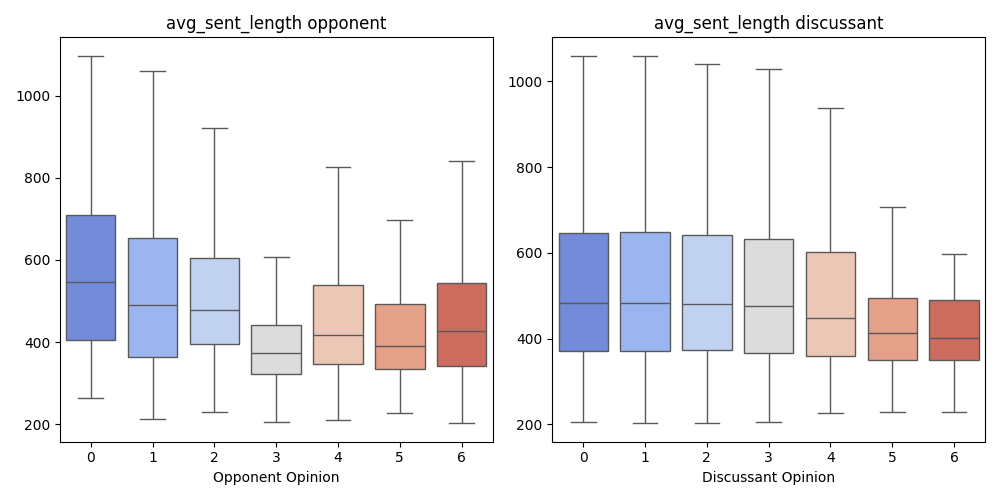 avg_sent_length opponent
1000
800
600
400
200
0 1 2 3 4 5 6
Opponent Opinion
avg_sent_length discussant
1000
800
600
400
200
0 1 2 3 4 5 6
Discussant Opinion